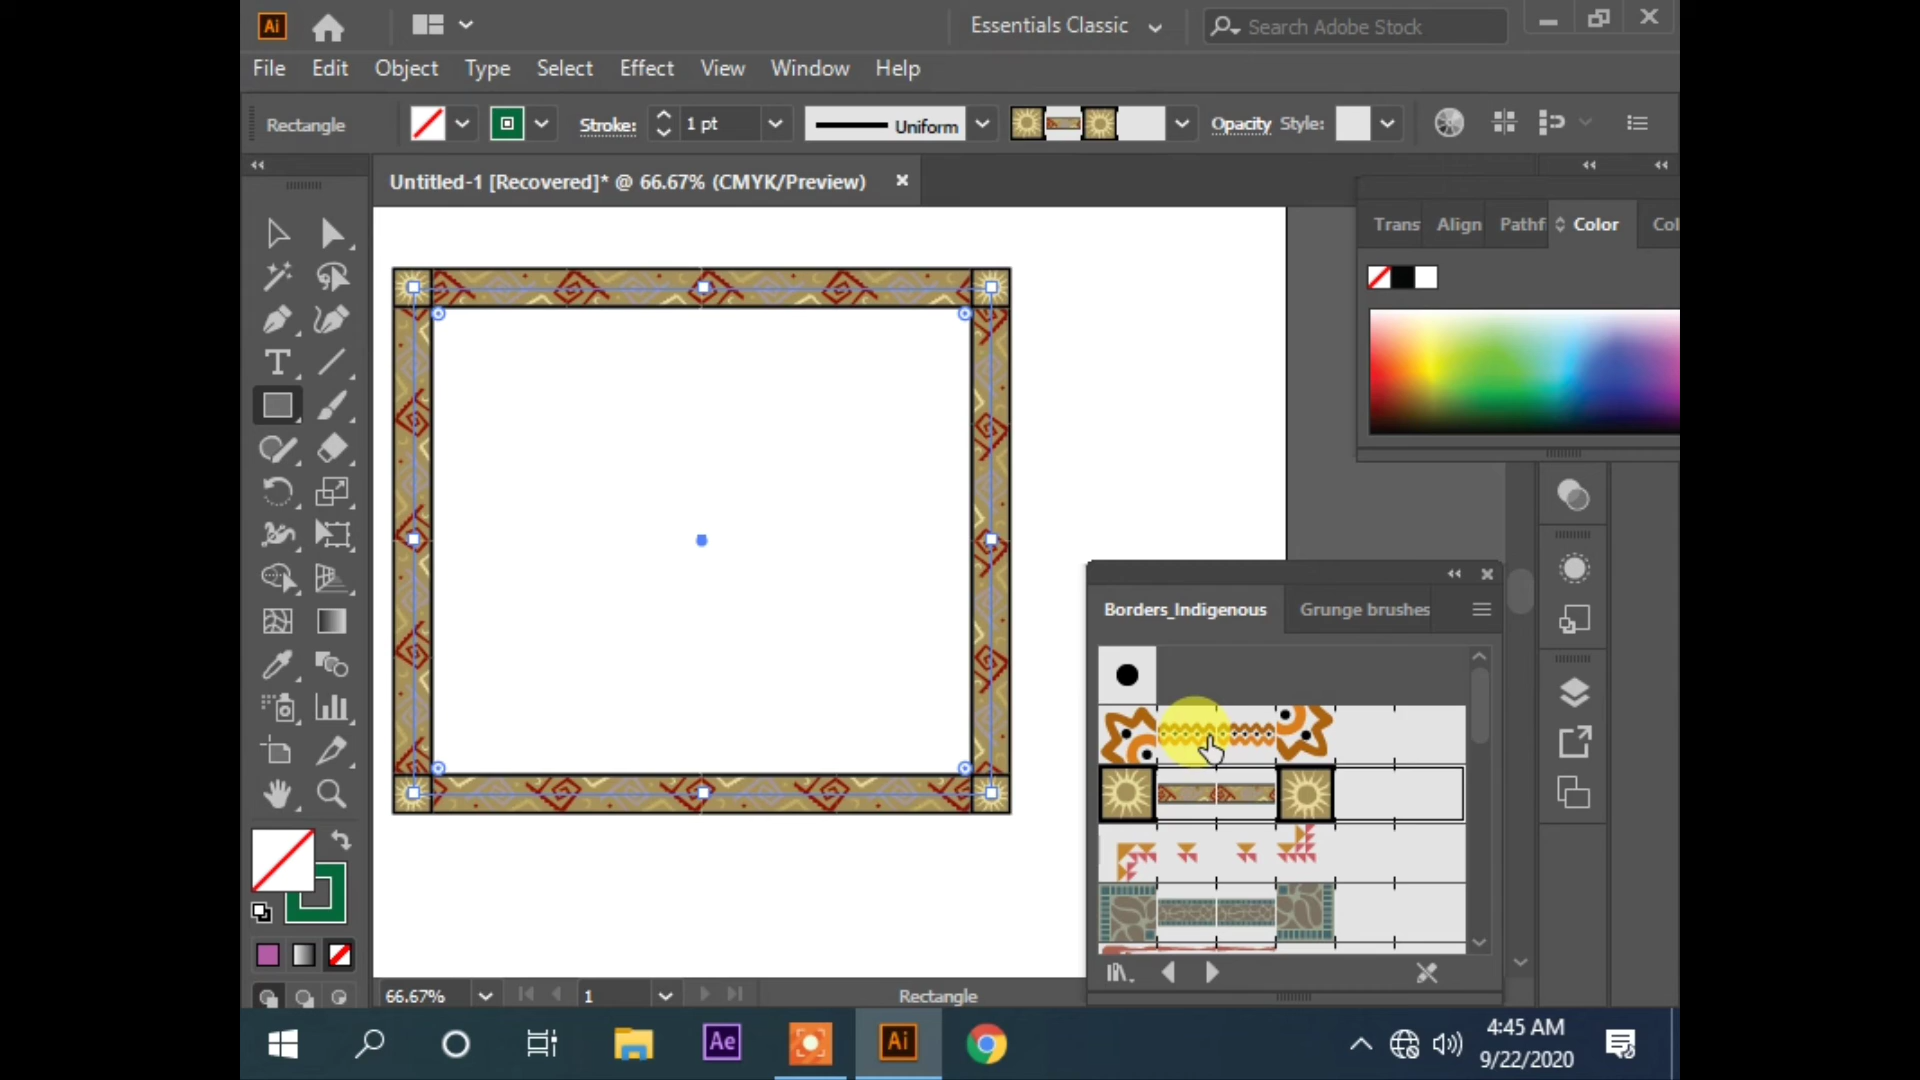 Ai
Essentials Classic
Search Adobe Stock
File Edit Object Type Select Effect View Window Help
Rectangle
Stroke:
1 pt
Uniform
Opacity Style:
Untitled-1 [Recovered]* @ 66.67% (CMYK/Preview)
Trans Align Pathf Color Col
Borders_Indigenous Grunge brushes
66.67%
1
Rectangle
Ae
Ai
4:45 AM
9/22/2020